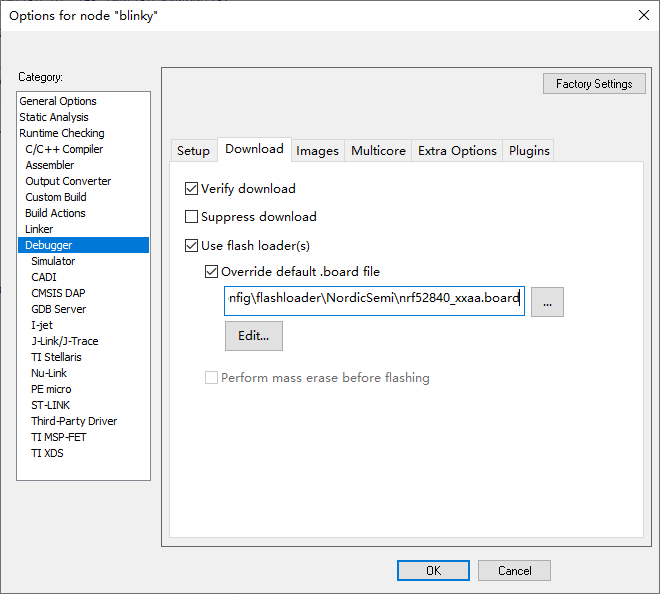 Options for node "blinky"
Category:
General Options
Static Analysis
Runtime Checking
C/C++ Compiler
Assembler
Output Converter
Custom Build
Build Actions
Linker
Debugger
Simulator
CADI
CMSIS DAP
GDB Server
I-jet
J-Link/J-Trace
TI Stellaris
Nu-Link
PE micro
ST-LINK
Third-Party Driver
TI MSP-FET
TI XDS
Factory Settings
Setup Download Images Multicore Extra Options Plugins
Verify download
Suppress download
Use flash loader(s)
Override default .board file
nfig\flashloader\NordicSemi\nrf52840_xxaa.board ...
Edit...
Perform mass erase before flashing
OK Cancel